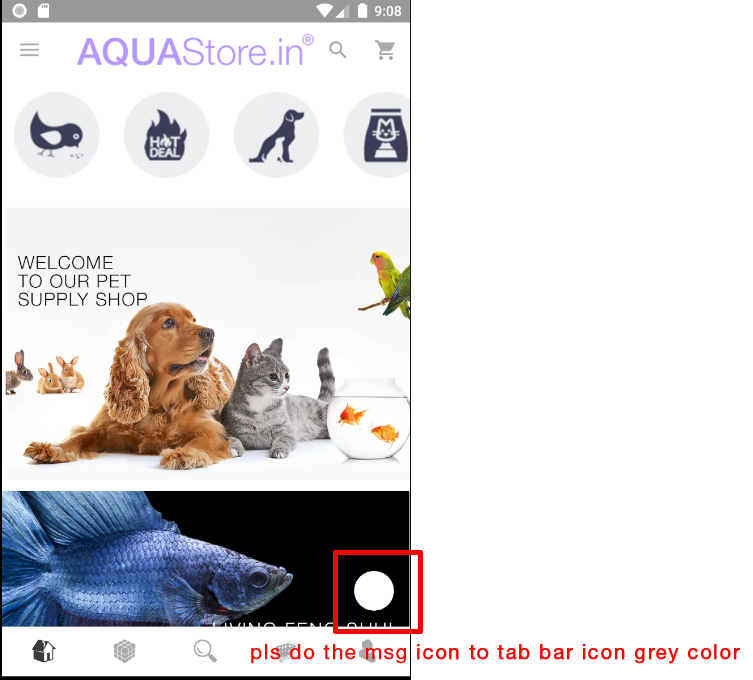 9:08
AQUAStore.in®
HOT
DEAL
WELCOME
TO OUR PET
SUPPLY SHOP
LIVING FENG SHUI
pls do the msg icon to tab bar icon grey color